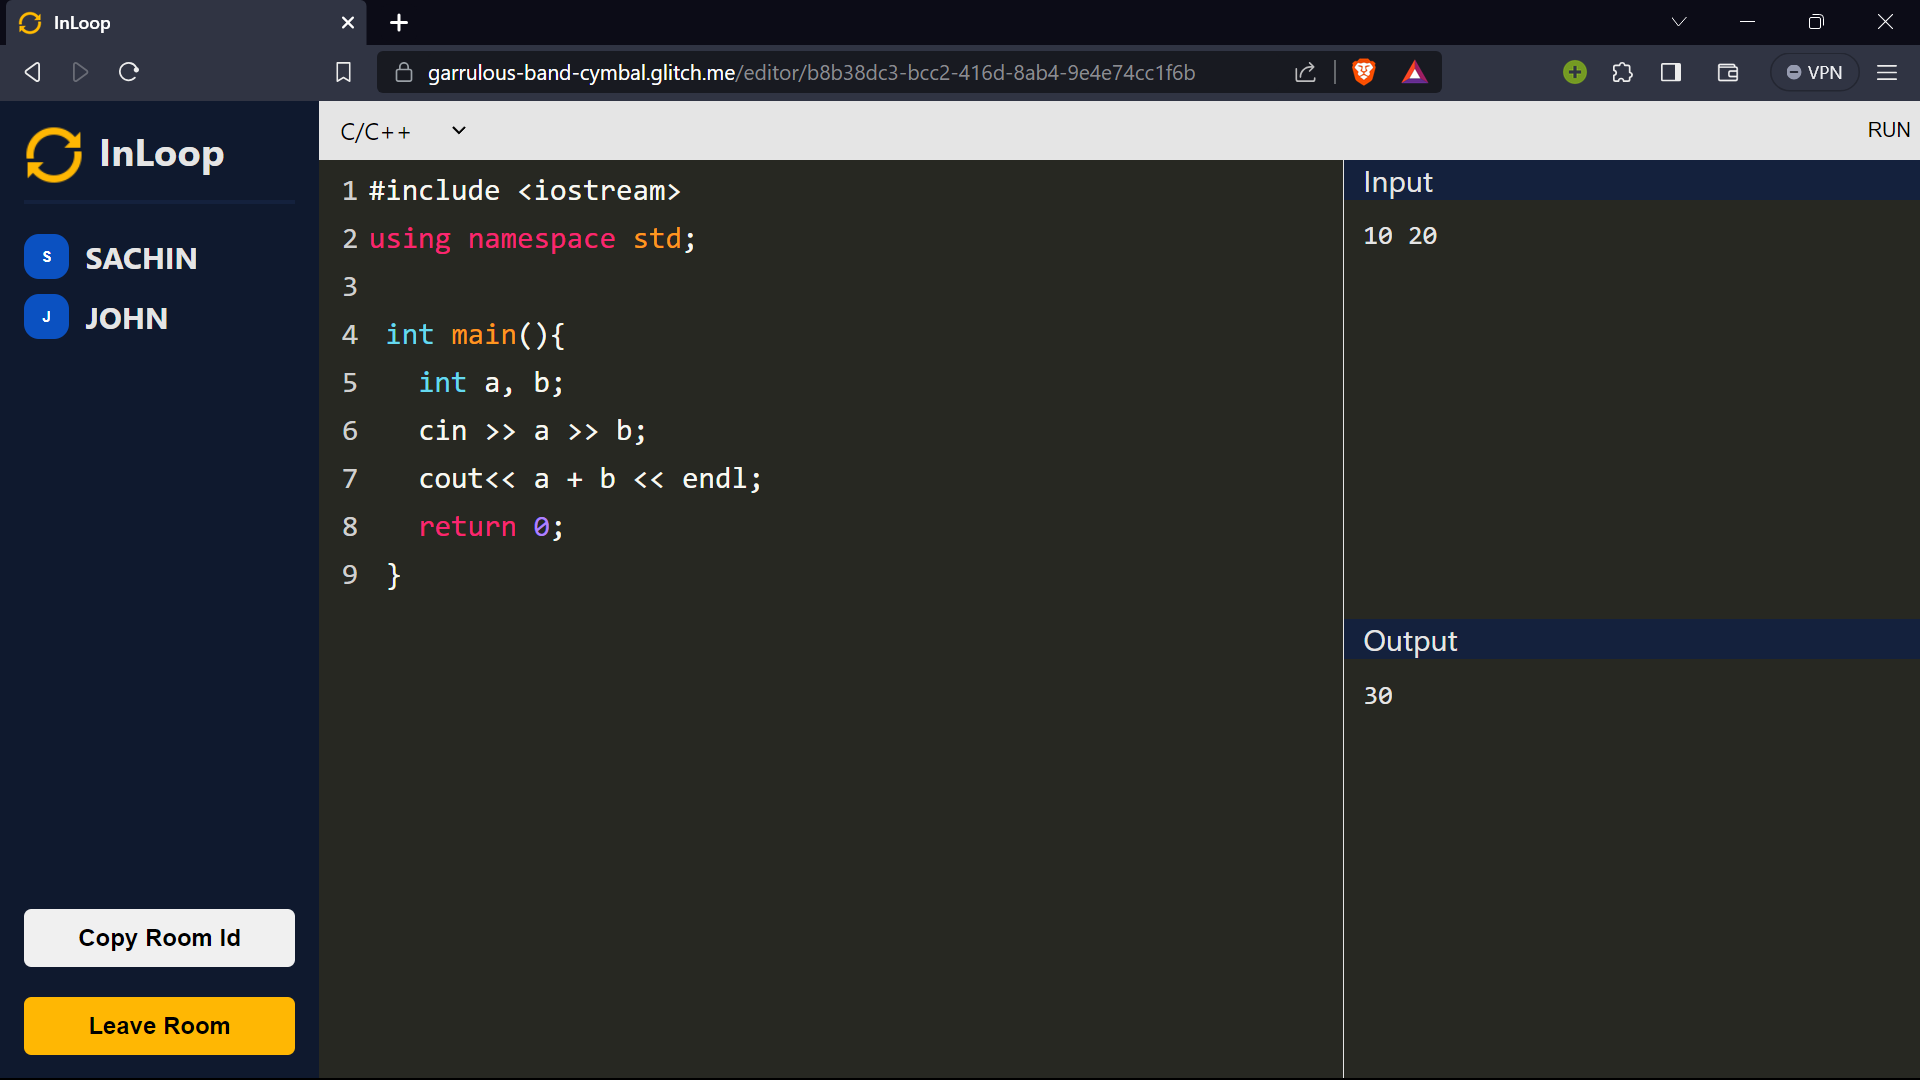 InLoop
garrulous-band-cymbal.glitch.me/editor/b8b38dc3-bcc2-416d-8ab4-9e4e74cc1f6b
VPN
InLoop
S SACHIN
J JOHN
Copy Room Id
Leave Room
C/C++
RUN
1 #include <iostream>
2 using namespace std;
3
4 int main(){
5   int a, b;
6   cin >> a >> b;
7   cout<< a + b << endl;
8   return 0;
9 }
Input
10 20
Output
30